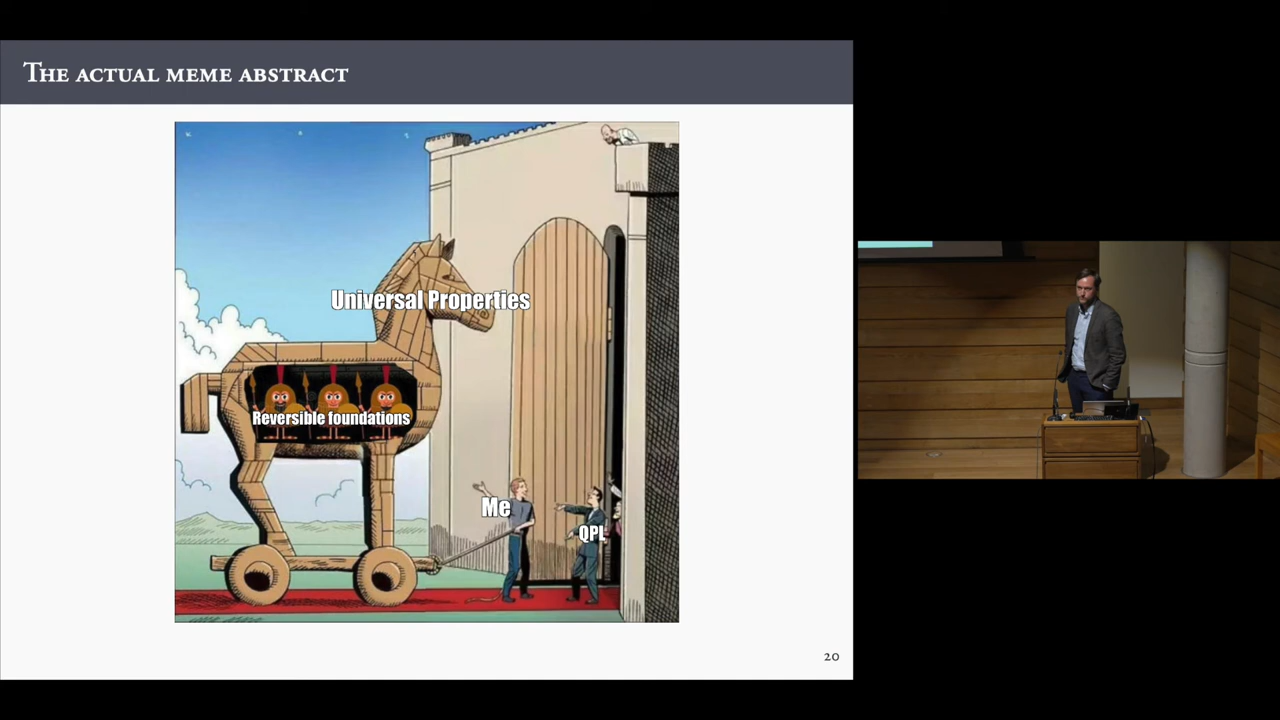 The actual meme abstract
Universal Properties
Reversible foundations
Me
QPL
20